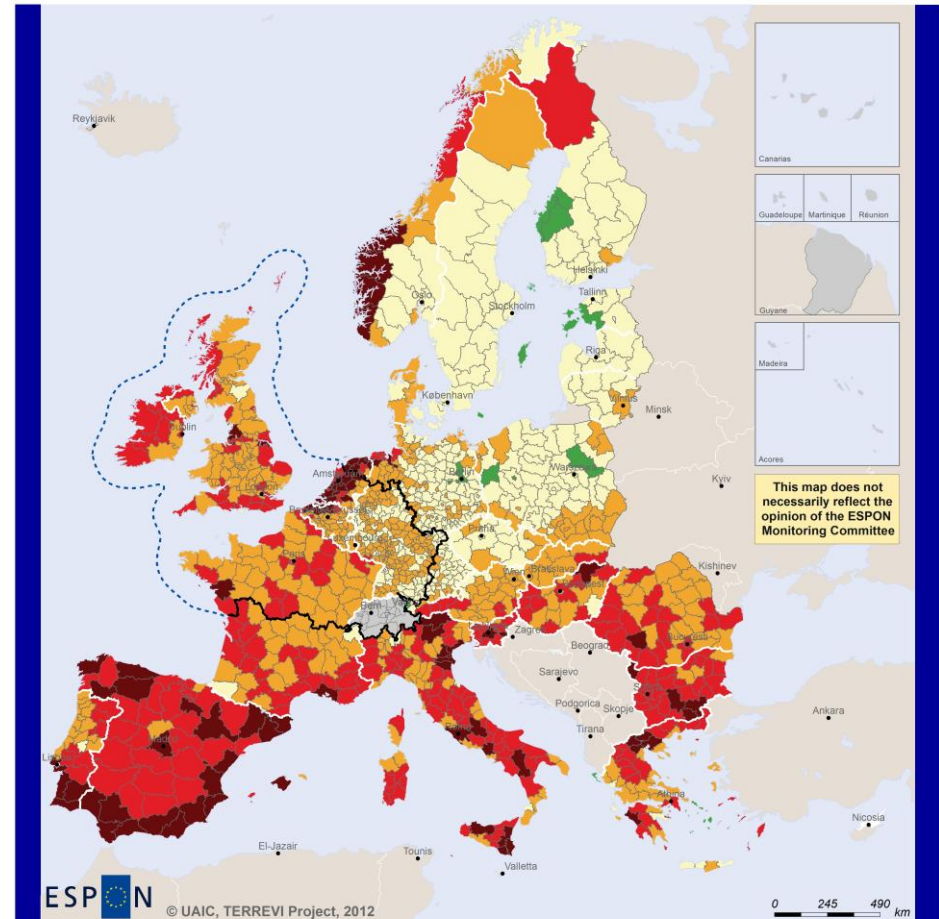 Reykjavik
Canarias
Guadeloupe
Martinique
Réunion
Guyane
Madeira
Acores
Helsinki
Oslo
Tallinn
Stockholm
Riga
København
Vilnius
Minsk
Dublin
London
Berlin
Warszawa
Kyiv
This map does not
necessarily reflect the
opinion of the ESPON
Monitoring Committee
Praha
Paris
Wien
Bratislava
Kishinev
Bern
Zagreb
Beograd
Sarajevo
Podgorica
Skopje
Tirana
Ankara
Athina
El-Jazair
Tounis
Valletta
Nicosia
ESPON
© UAIC, TERREVI Project, 2012
0 245 490
km